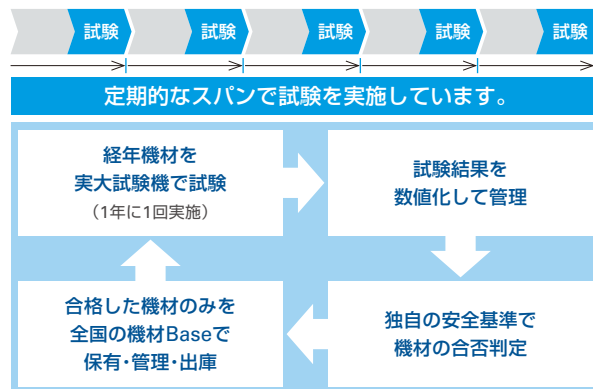 試験 試験 試験 試験 試験
定期的なスパンで試験を実施しています。
経年機材を
実大試験機で試験
（1年に1回実施）
試験結果を
数値化して管理
合格した機材のみを
全国の機材Baseで
保有・管理・出庫
独自の安全基準で
機材の合否判定